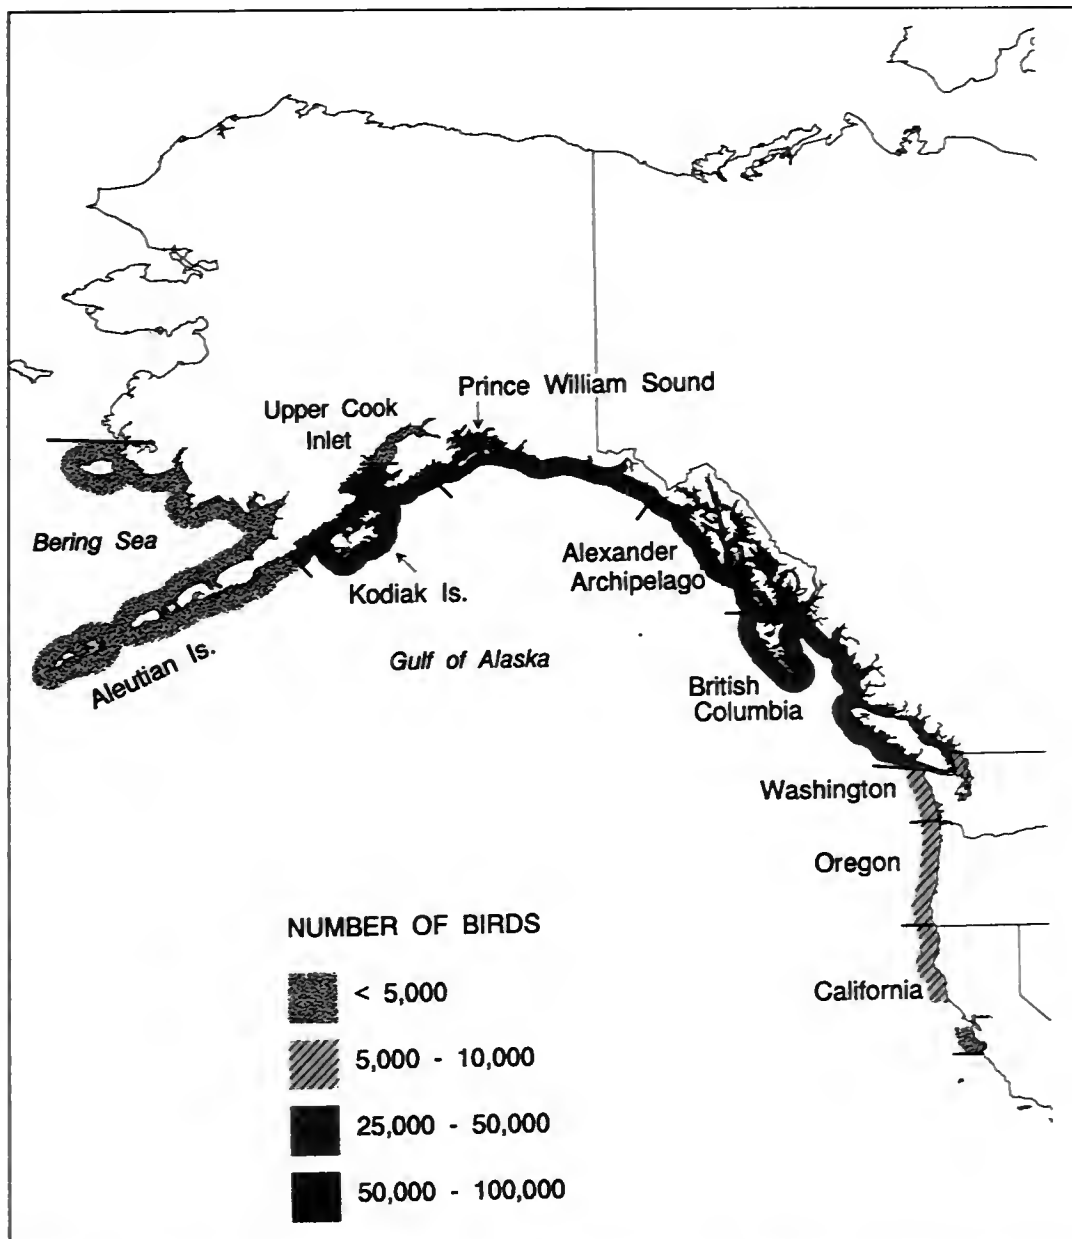 Prince William Sound
Upper Cook
Inlet
Bering Sea
Alexander
Archipelago
Kodiak Is.
Aleutian Is.
Gulf of Alaska
British
Columbia
Washington
Oregon
NUMBER OF BIRDS
< 5,000
California
5,000 - 10,000
25,000 - 50,000
50,000 - 100,000